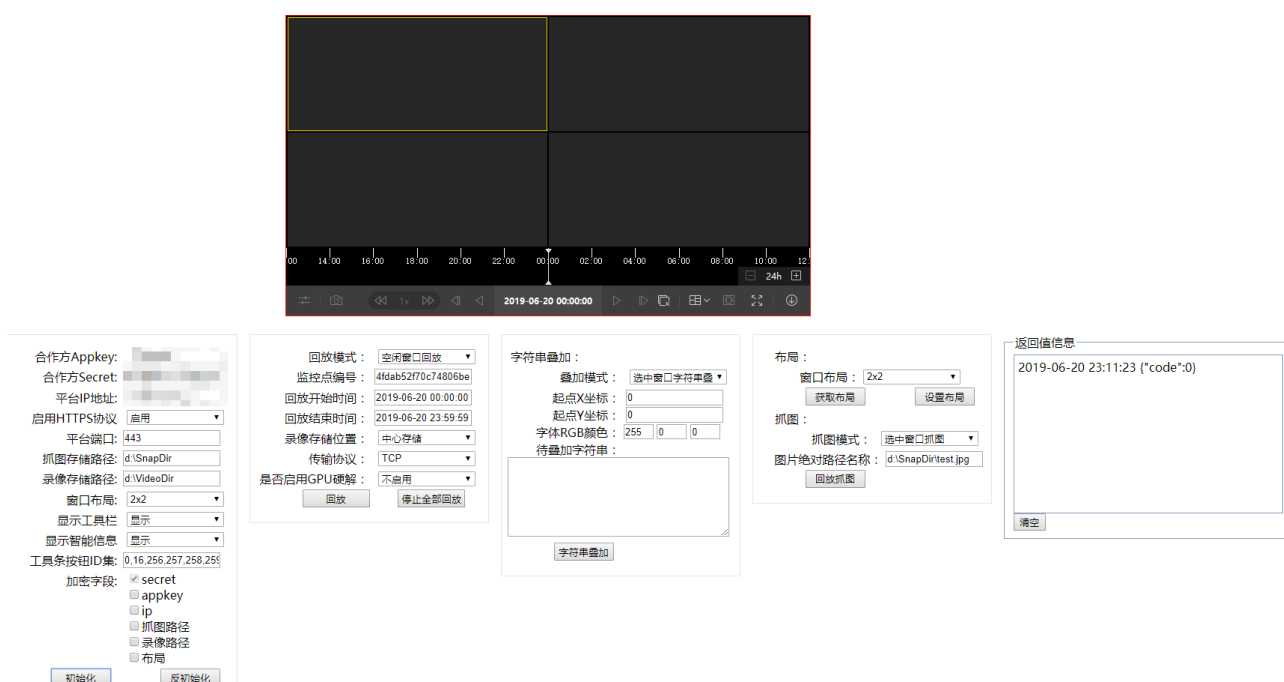 00 14:00 16:00 18:00 20:00 22:00 00:00 02:00 04:00 06:00 08:00 10:00 12:
24h
1x 2019-06-20 00:00:00
合作方Appkey:
合作方Secret:
平台IP地址:
启用HTTPS协议 启用
平台端口: 443
抓图存储路径: d:\SnapDir
录像存储路径: d:\VideoDir
窗口布局: 2x2
显示工具栏 显示
显示智能信息 显示
工具条按钮ID集: 0,16,256,257,258,259
加密字段: secret
appkey
ip
抓图路径
录像路径
布局
初始化 反初始化
回放模式： 空闲窗口回放
监控点编号： 4fdab52f70c74806be
回放开始时间： 2019-06-20 00:00:00
回放结束时间： 2019-06-20 23:59:59
录像存储位置： 中心存储
传输协议： TCP
是否启用GPU硬解： 不启用
回放 停止全部回放
字符串叠加：
叠加模式： 选中窗口字符串叠
起点X坐标： 0
起点Y坐标： 0
字体RGB颜色： 255 0 0
待叠加字符串：
字符串叠加
布局：
窗口布局： 2x2
获取布局 设置布局
抓图：
抓图模式： 选中窗口抓图
图片绝对路径名称： d:\SnapDir\test.jpg
回放抓图
返回值信息
2019-06-20 23:11:23 {"code":0}
清空